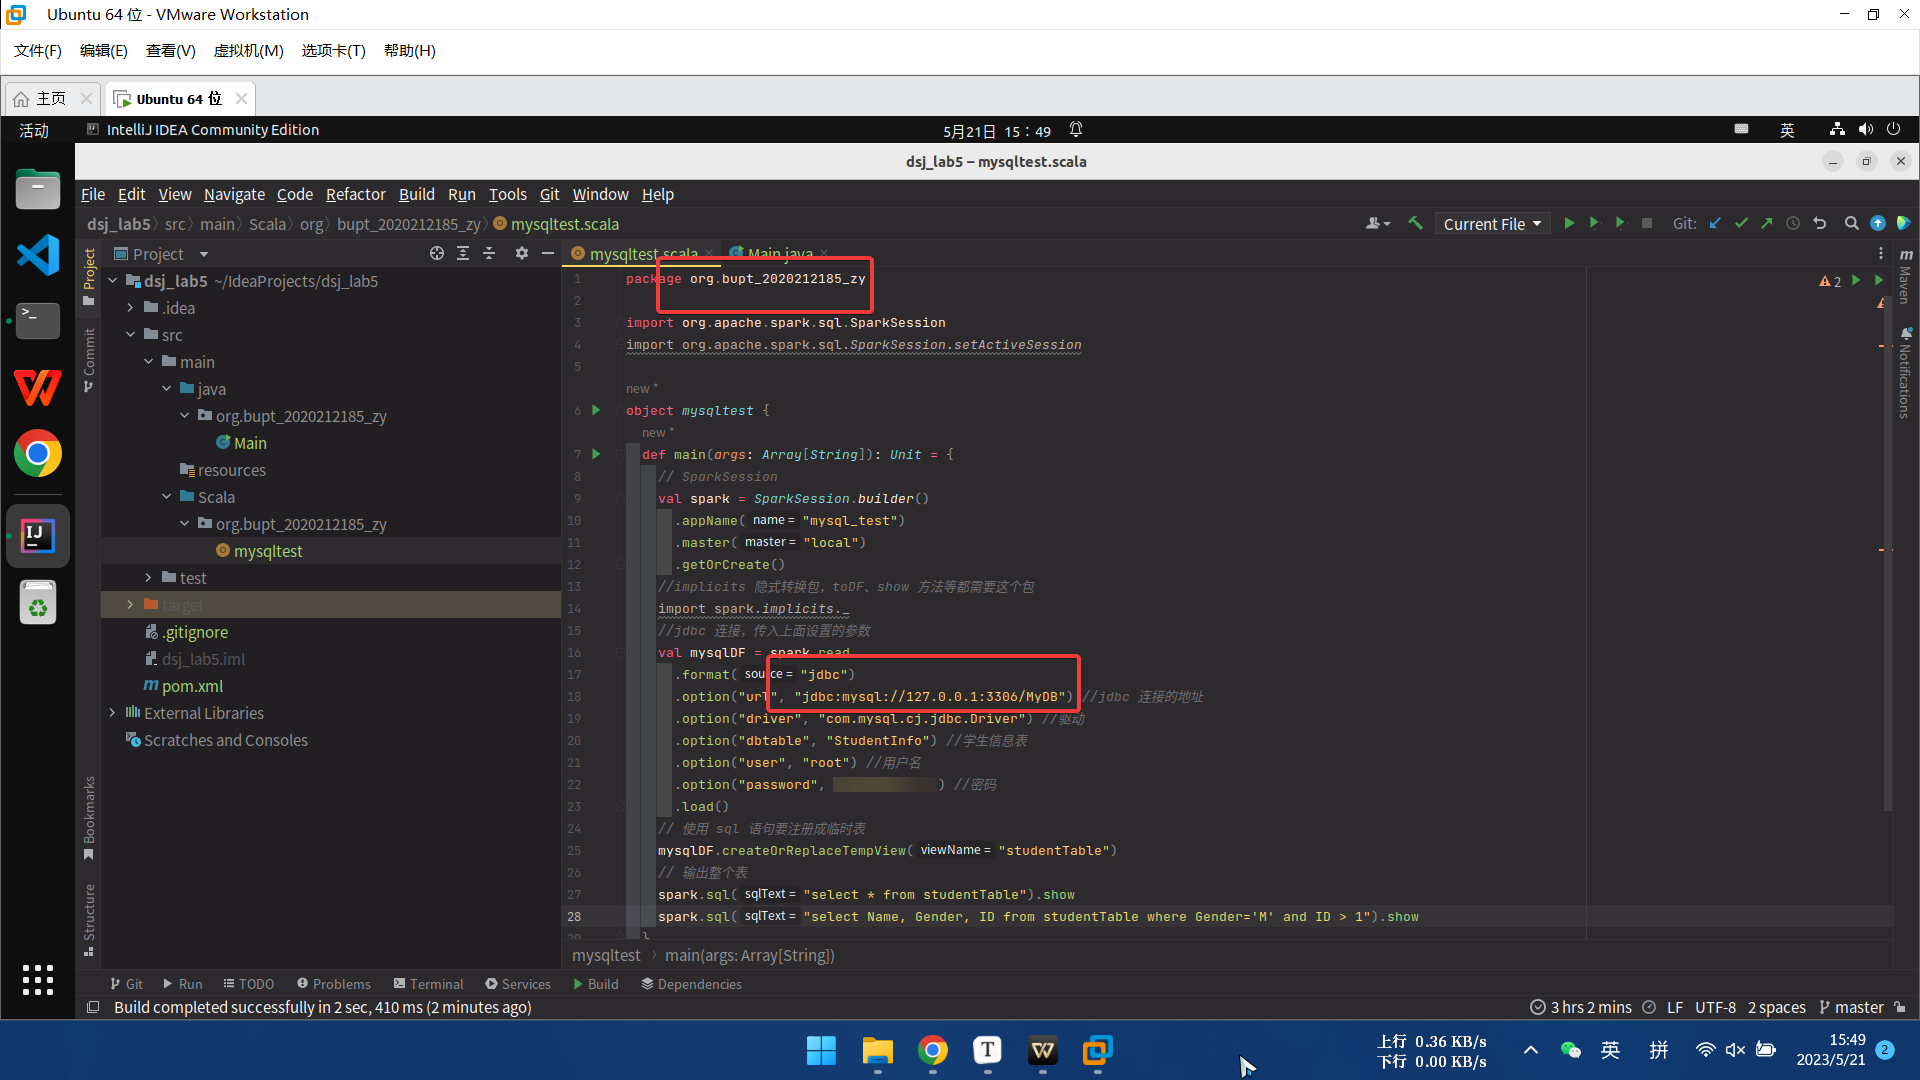 Ubuntu 64 位 - VMware Workstation
文件(F) 编辑(E) 查看(V) 虚拟机(M) 选项卡(T) 帮助(H)
主页 Ubuntu 64 位
活动 IntelliJ IDEA Community Edition 5月21日 15：49 英
dsj_lab5 – mysqltest.scala
File Edit View Navigate Code Refactor Build Run Tools Git Window Help
dsj_lab5 src main Scala org bupt_2020212185_zy mysqltest.scala Current File Git:
Project mysqltest.scala Main.java
Project
Commit
Bookmarks
Structure
dsj_lab5 ~/IdeaProjects/dsj_lab5
.idea
src
main
java
org.bupt_2020212185_zy
Main
resources
Scala
org.bupt_2020212185_zy
mysqltest
test
target
.gitignore
dsj_lab5.iml
pom.xml
External Libraries
Scratches and Consoles
1 package org.bupt_2020212185_zy
2
3 import org.apache.spark.sql.SparkSession
4 import org.apache.spark.sql.SparkSession.setActiveSession
5
new *
6 object mysqltest {
new *
7 def main(args: Array[String]): Unit = {
8 // SparkSession
9 val spark = SparkSession.builder()
10 .appName( name = "mysql_test")
11 .master( master = "local")
12 .getOrCreate()
13 //implicits 隐式转换包，toDF、show 方法等都需要这个包
14 import spark.implicits._
15 //jdbc 连接，传入上面设置的参数
16 val mysqlDF = spark.read
17 .format( source = "jdbc")
18 .option("url", "jdbc:mysql://127.0.0.1:3306/MyDB") //jdbc 连接的地址
19 .option("driver", "com.mysql.cj.jdbc.Driver") //驱动
20 .option("dbtable", "StudentInfo") //学生信息表
21 .option("user", "root") //用户名
22 .option("password", ) //密码
23 .load()
24 // 使用 sql 语句要注册成临时表
25 mysqlDF.createOrReplaceTempView( viewName = "studentTable")
26 // 输出整个表
27 spark.sql( sqlText = "select * from studentTable").show
28 spark.sql( sqlText = "select Name, Gender, ID from studentTable where Gender='M' and ID > 1").show
29 }
2
m
Maven
Notifications
mysqltest main(args: Array[String])
Git Run TODO Problems Terminal Services Build Dependencies
Build completed successfully in 2 sec, 410 ms (2 minutes ago) 3 hrs 2 mins LF UTF-8 2 spaces master
上行 0.36 KB/s
下行 0.00 KB/s
英 拼
15:49
2023/5/21
2